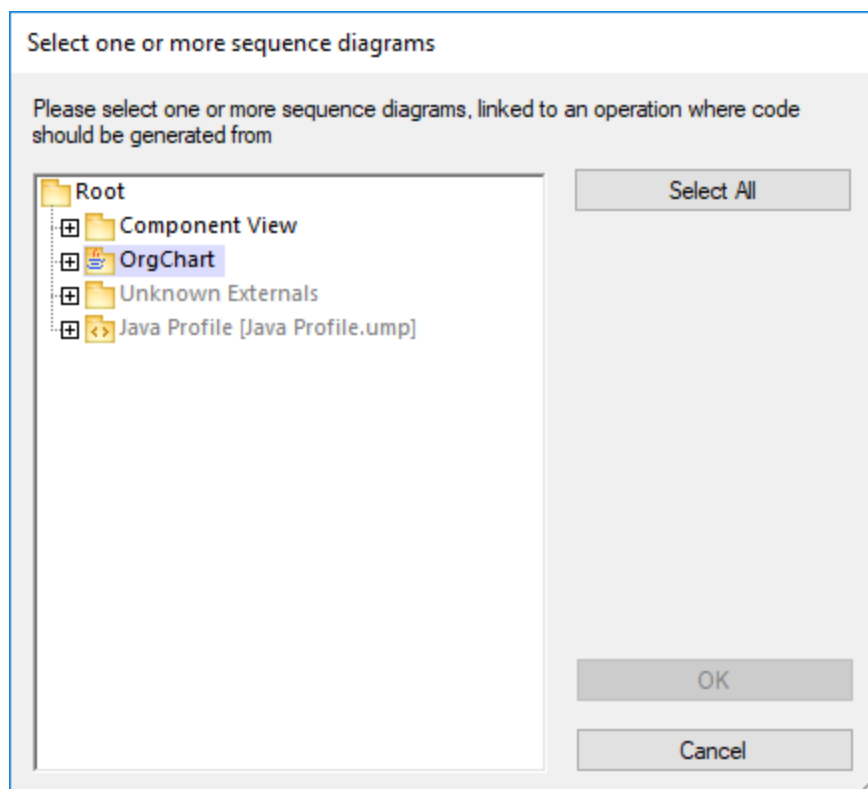 Select one or more sequence diagrams
Please select one or more sequence diagrams, linked to an operation where code
should be generated from
Root
Select All
Component View
OrgChart
Unknown Externals
Java Profile [Java Profile.ump]
OK
Cancel